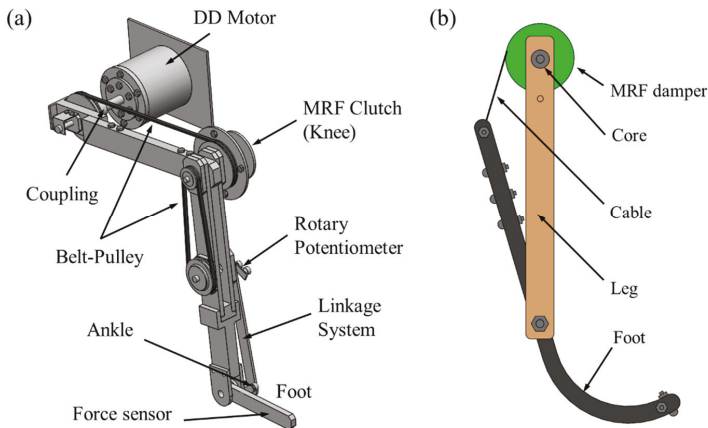 (a)
DD Motor
MRF Clutch
(Knee)
Coupling
Belt-Pulley
Rotary
Potentiometer
Linkage
System
Ankle
Foot
Force sensor
(b)
MRF damper
Core
Cable
Leg
Foot